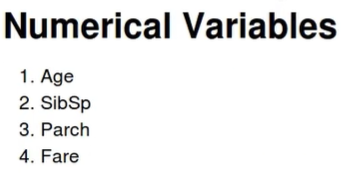 Numerical Variables
1. Age
2. SibSp
3. Parch
4. Fare